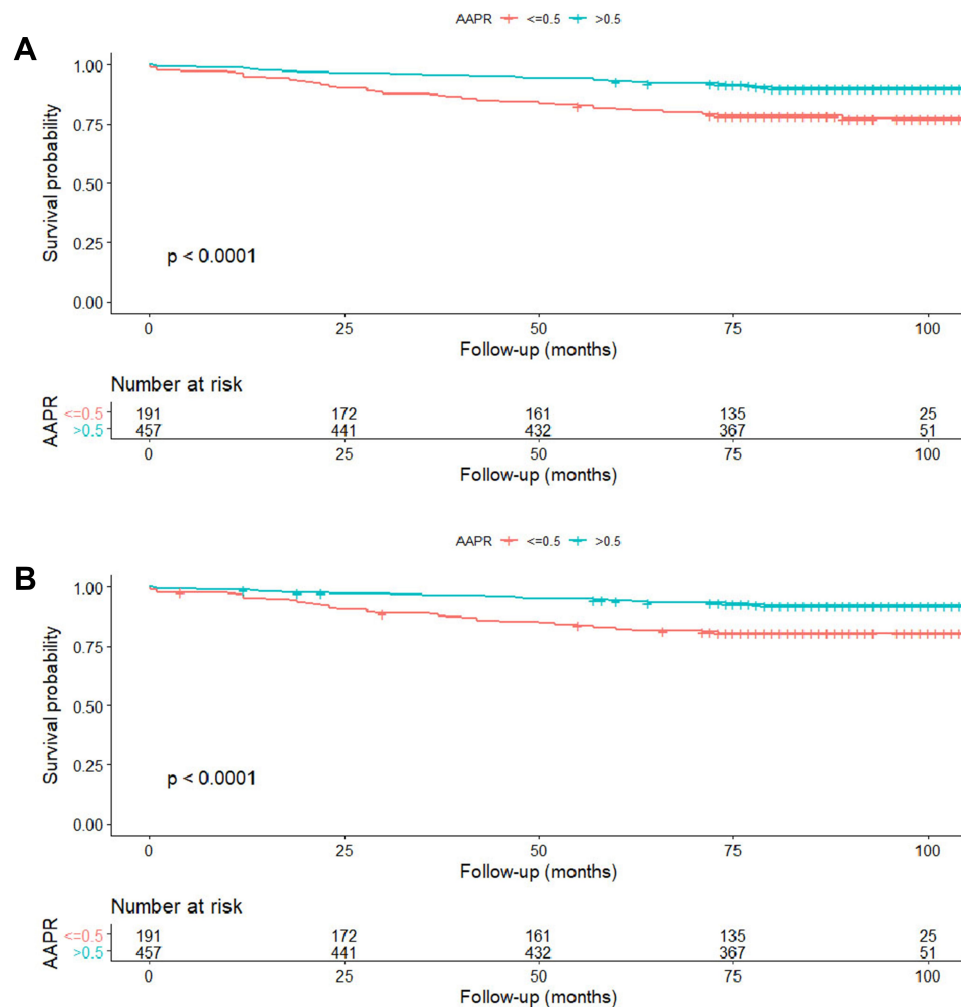 AAPR <=0.5 >0.5
A
1.00
0.75
0.50
0.25
0.00
Survival probability
p < 0.0001
0 25 50 75 100
Follow-up (months)
Number at risk
AAPR
<=0.5 191 172 161 135 25
>0.5 457 441 432 367 51
0 25 50 75 100
Follow-up (months)
AAPR <=0.5 >0.5
B
1.00
0.75
0.50
0.25
0.00
Survival probability
p < 0.0001
0 25 50 75 100
Follow-up (months)
Number at risk
AAPR
<=0.5 191 172 161 135 25
>0.5 457 441 432 367 51
0 25 50 75 100
Follow-up (months)